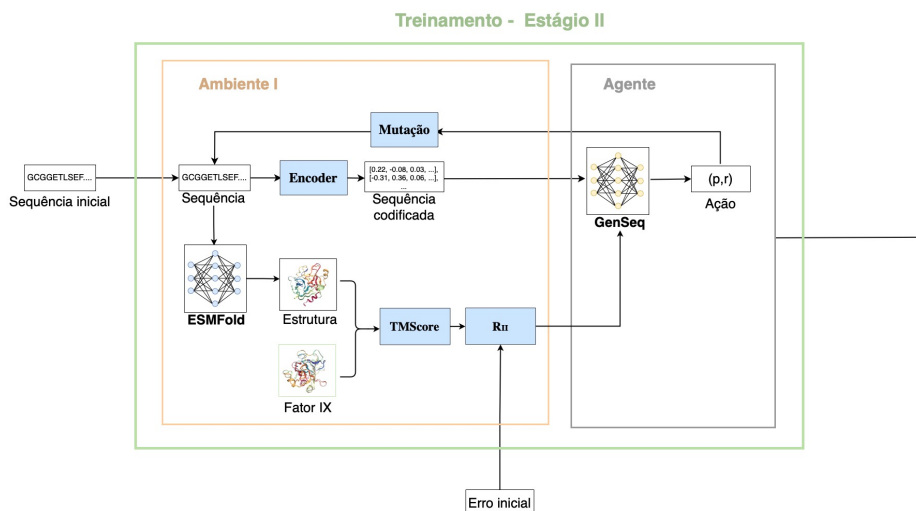 Treinamento - Estágio II
Ambiente I
Agente
Mutação
GCGGETLSEF....
Sequência inicial
GCGGETLSEF....
Sequência
Encoder
[0.22, -0.08, 0.03, ...],
[-0.31, 0.36, 0.06, ...],
...
Sequência
codificada
GenSeq
(p,r)
Ação
ESMFold
Estrutura
TMScore
RII
Fator IX
Erro inicial